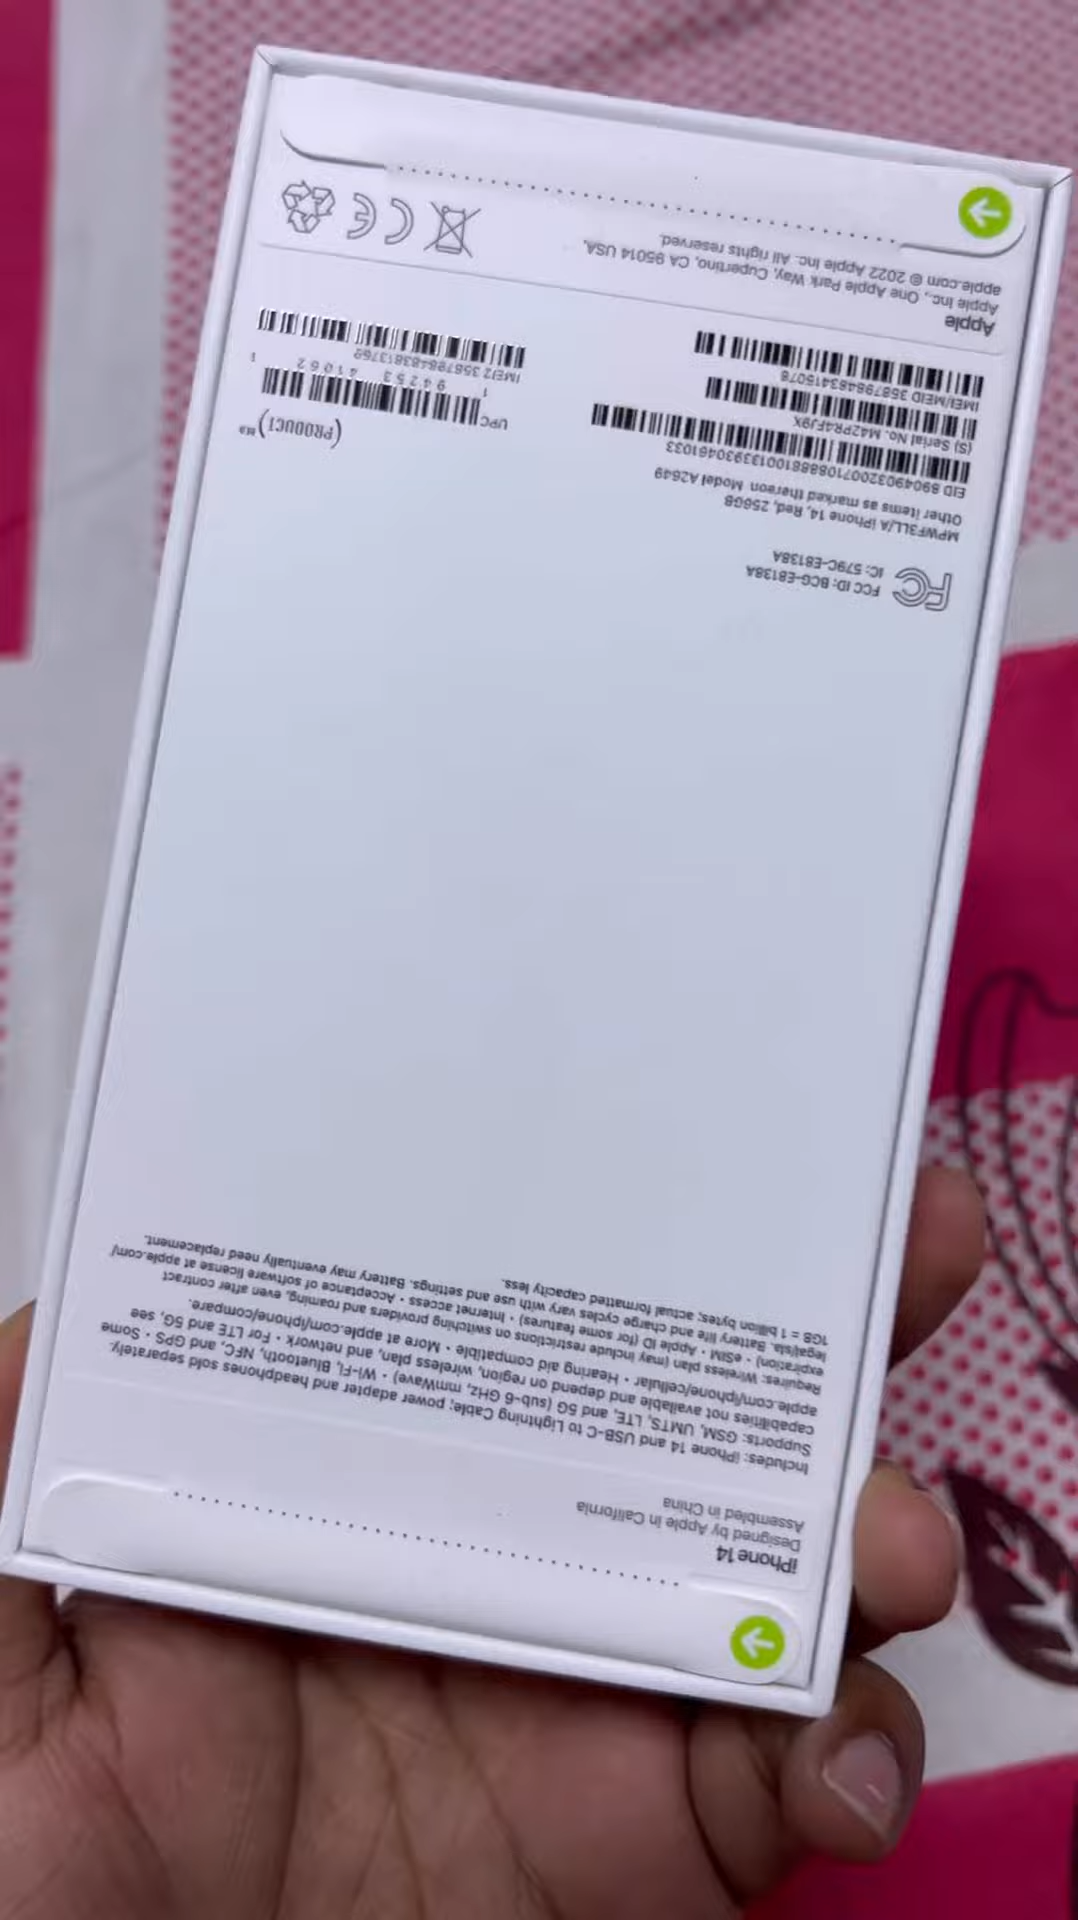 iPhone 14
Designed by Apple in California
Assembled in China
Includes: iPhone 14 and USB-C to Lightning Cable; power adapter and headphones sold separately.
Supports: GSM, UMTS, LTE, and 5G (sub-6 GHz, mmWave) • Wi-Fi, Bluetooth, NFC, and GPS • Some
capabilities not available and depend on region, wireless plan, and network • For LTE and 5G, see
apple.com/iphone/cellular • Hearing aid compatible • More at apple.com/iphone/compare.
Requires: Wireless plan (may include restrictions on switching providers and roaming, even after contract
expiration) • eSIM • Apple ID (for some features) • Internet access • Acceptance of software license at apple.com/
legal/sla. Battery life and charge cycles vary with use and settings. Battery may eventually need replacement.
1GB = 1 billion bytes; actual formatted capacity less.
FCC ID: BCG-E8138A
IC: 579C-E8138A
MPWF3LL/A iPhone 14, Red, 256GB
Other items as marked thereon Model A2649
EID 89049032007108886100133930461033
(S) Serial No. M42PR4FJ9X
IMEI/MEID 358798483415078
(PRODUCT)RED
UPC
1 94253 41062 1
IMEI2 358798483813769
Apple
Apple Inc., One Apple Park Way, Cupertino, CA 95014 USA.
apple.com © 2022 Apple Inc. All rights reserved.